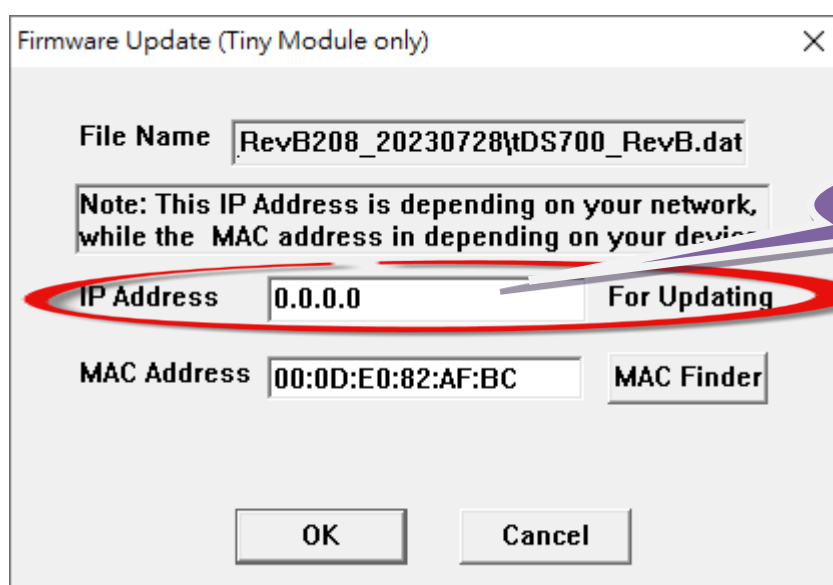 Firmware Update (Tiny Module only)
File Name RevB208_20230728\tDS700_RevB.dat
Note: This IP Address is depending on your network,
while the MAC address in depending on your
IP Address 0.0.0.0 For Updating
MAC Address 00:0D:E0:82:AF:BC MAC Finder
OK Cancel